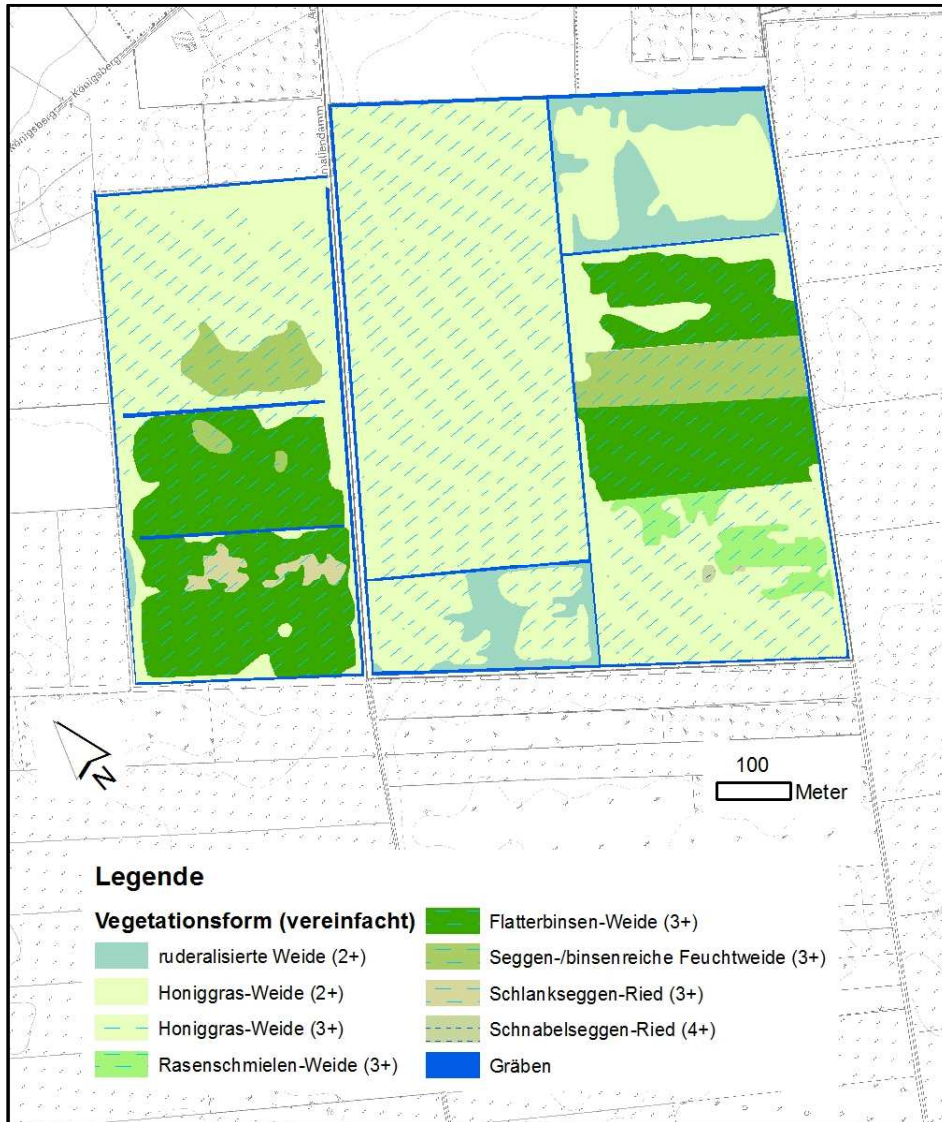 Königsberg
Königsberg
N
100
Meter
Legende
Vegetationsform (vereinfacht)
ruderalisierte Weide (2+)
Honiggras-Weide (2+)
Honiggras-Weide (3+)
Rasenschmielen-Weide (3+)
Flatterbinsen-Weide (3+)
Seggen-/binsenreiche Feuchtweide (3+)
Schlankseggen-Ried (3+)
Schnabelseggen-Ried (4+)
Gräben